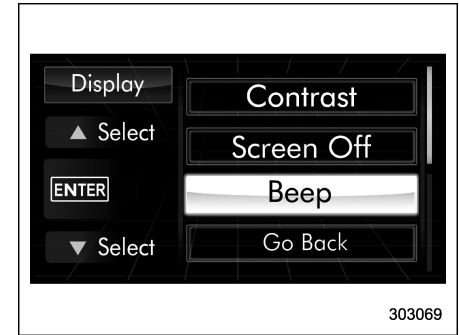 Display
Contrast
▲ Select
Screen Off
ENTER
Beep
▼ Select
Go Back
303069